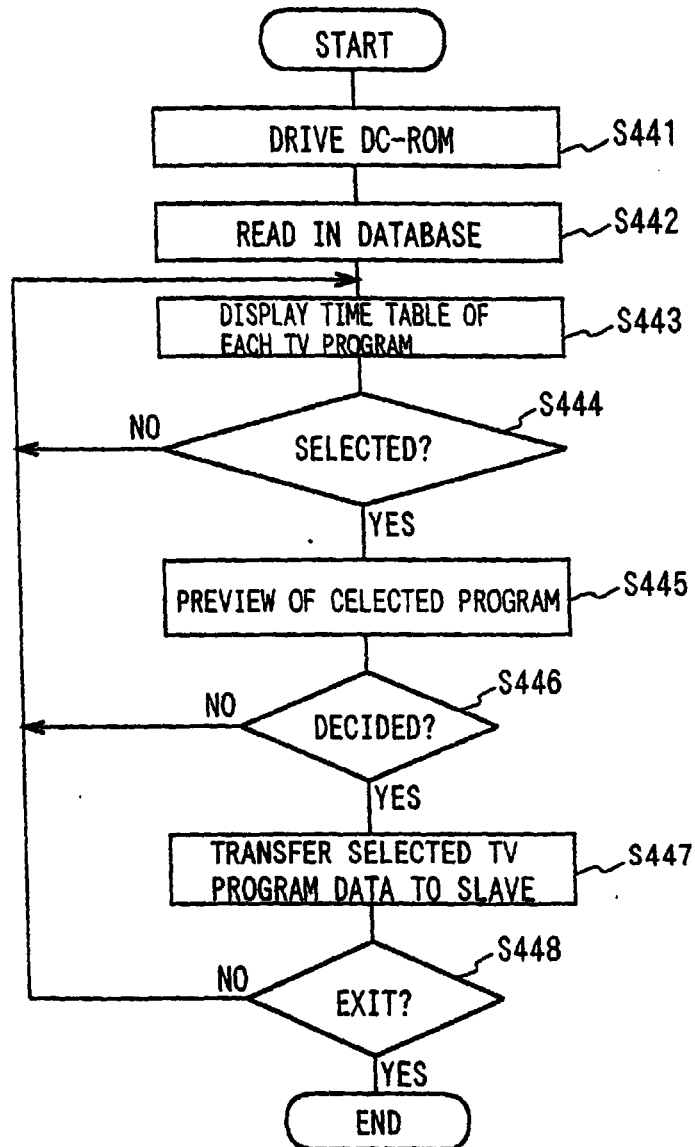 START
DRIVE DC-ROM
S441
READ IN DATABASE
S442
DISPLAY TIME TABLE OF
EACH TV PROGRAM
S443
S444
NO
SELECTED?
YES
PREVIEW OF CELECTED PROGRAM
S445
S446
NO
DECIDED?
YES
TRANSFER SELECTED TV
PROGRAM DATA TO SLAVE
S447
S448
NO
EXIT?
YES
END